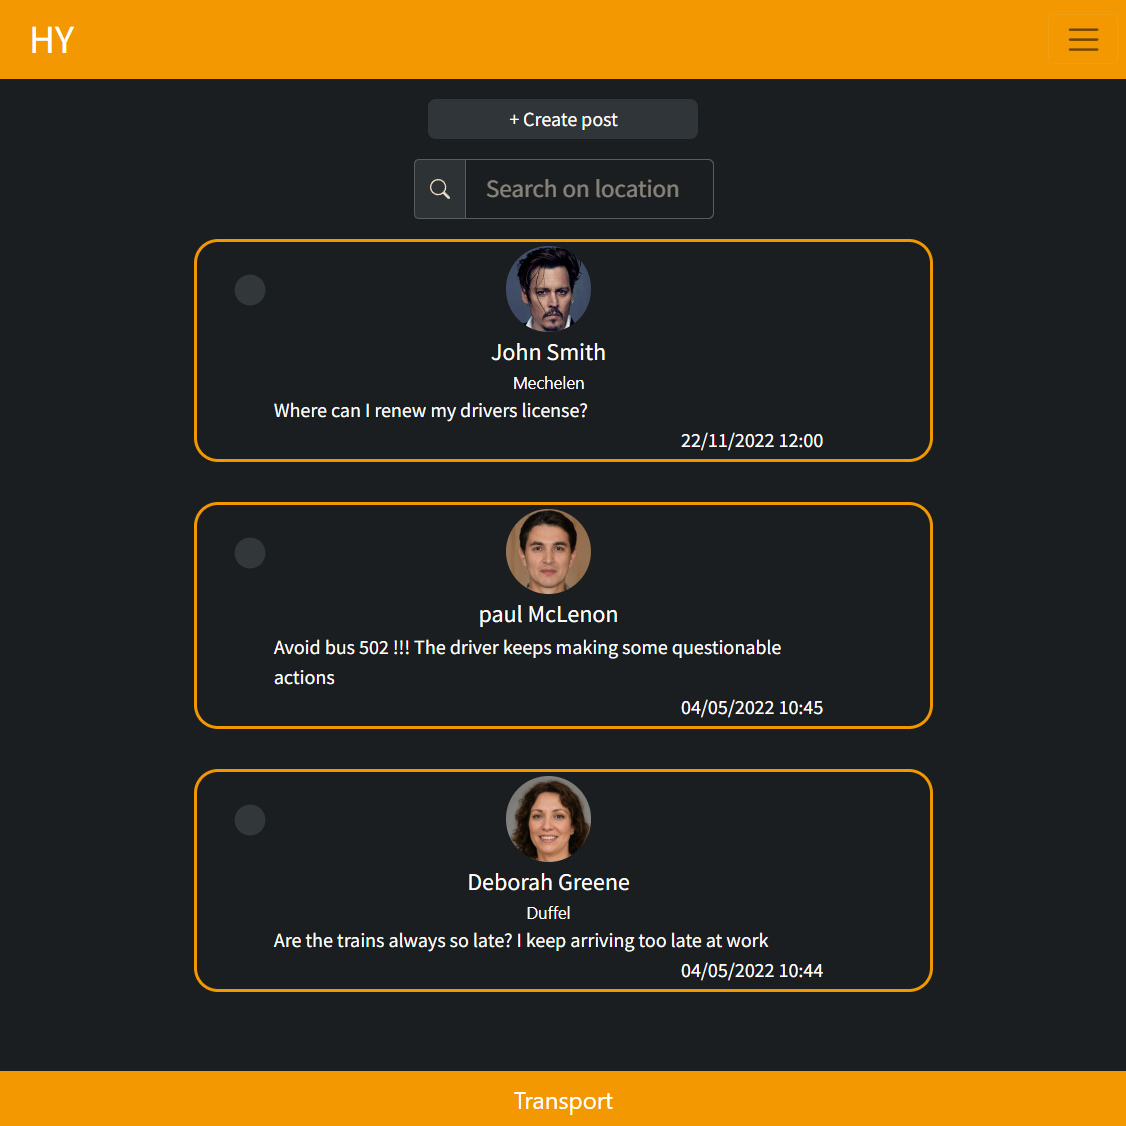 HY
+ Create post
Search on location
John Smith
Mechelen
Where can I renew my drivers license?
22/11/2022 12:00
paul McLenon
Avoid bus 502 !!! The driver keeps making some questionable
actions
04/05/2022 10:45
Deborah Greene
Duffel
Are the trains always so late? I keep arriving too late at work
04/05/2022 10:44
Transport